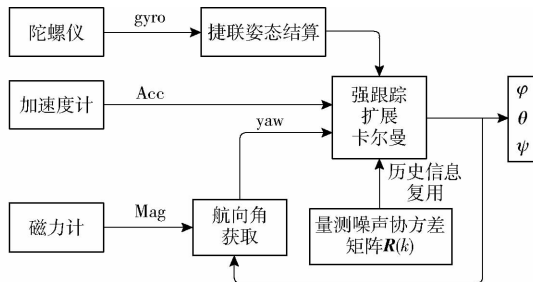 陀螺仪
gyro
捷联姿态结算
加速度计
Acc
强跟踪
扩展
卡尔曼
yaw
φ
θ
ψ
历史信息
复用
磁力计
Mag
航向角
获取
量测噪声协方差
矩阵R(k)